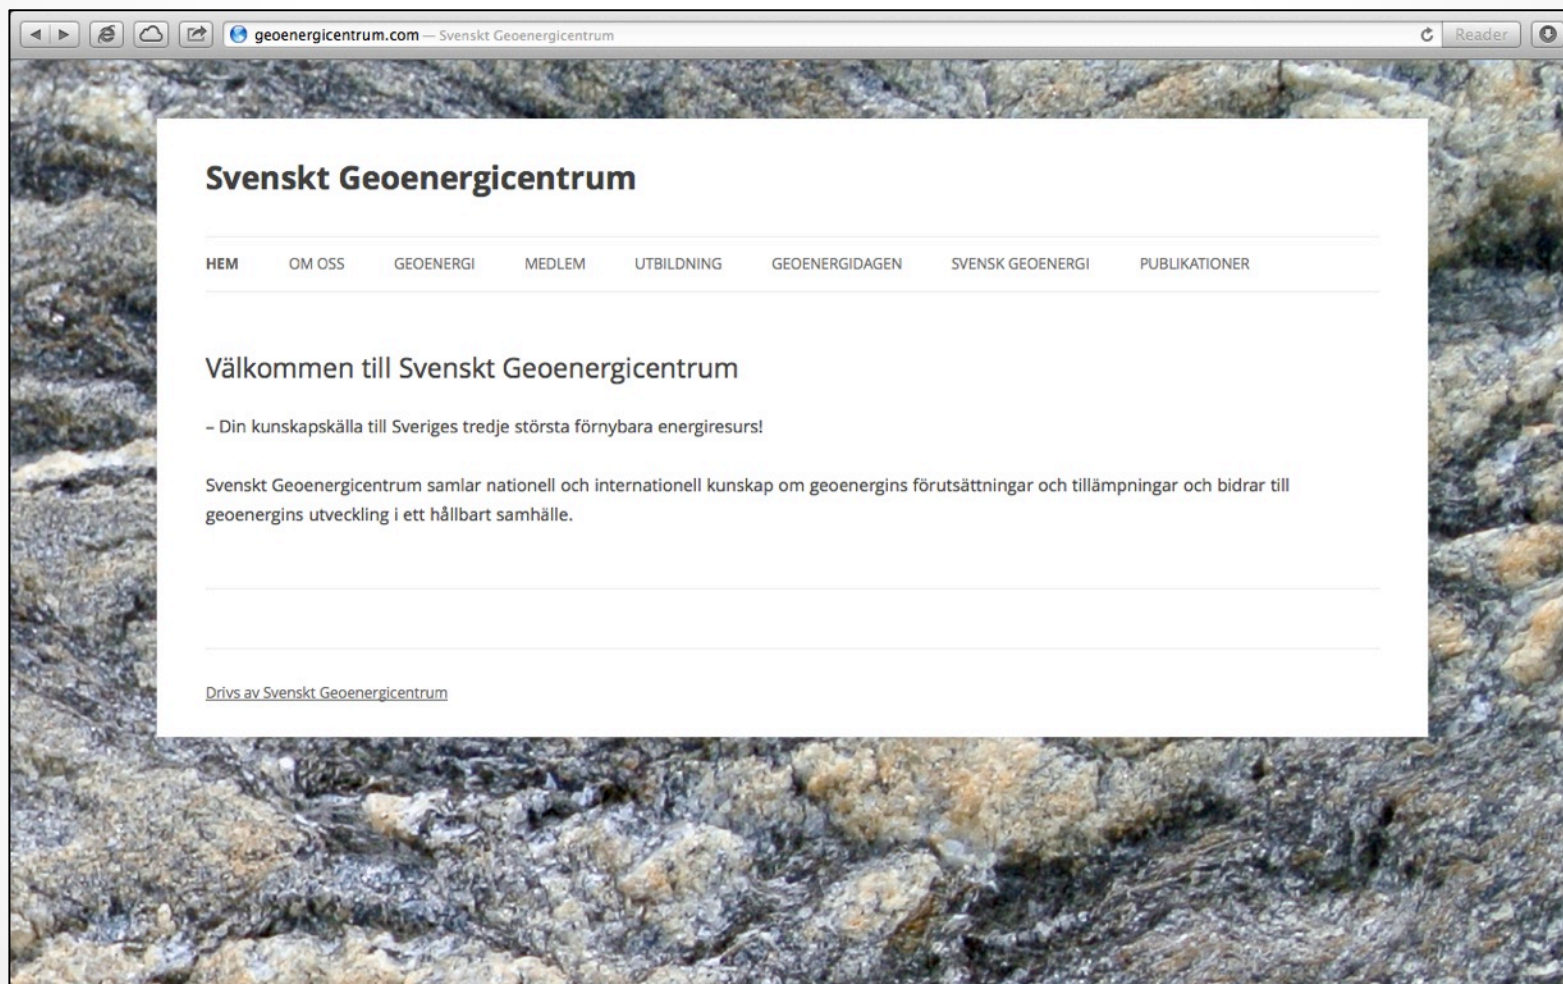 geoenergicentrum.com — Svenskt Geoenergicentrum
Reader
Svenskt Geoenergicentrum
HEM OM OSS GEOENERGI MEDLEM UTBILDNING GEOENERGIDAGEN SVENSK GEOENERGI PUBLIKATIONER
Välkommen till Svenskt Geoenergicentrum
– Din kunskapskälla till Sveriges tredje största förnybara energiresurs!
Svenskt Geoenergicentrum samlar nationell och internationell kunskap om geoenergins förutsättningar och tillämpningar och bidrar till
geoenergins utveckling i ett hållbart samhälle.
Drivs av Svenskt Geoenergicentrum